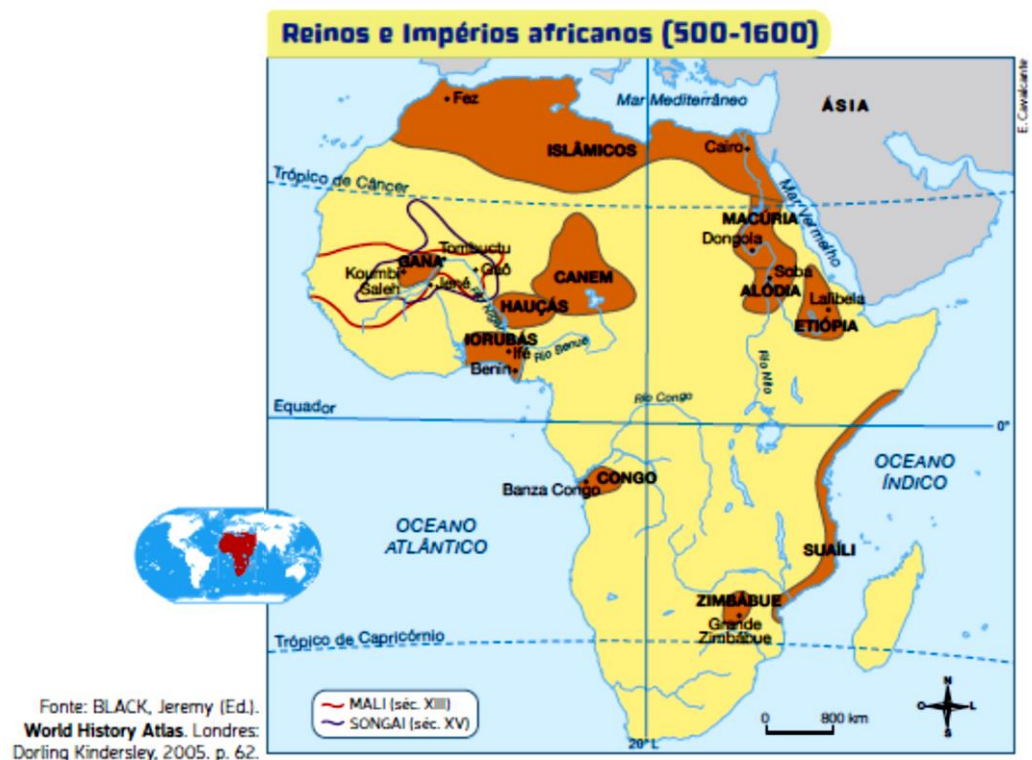 Reinos e Impérios africanos (500-1600)
E. Cavalcante
Fez
Mar Mediterrâneo
ÁSIA
ISLÂMICOS
Cairo
Trópico de Câncer
Mar Vermelho
MACÚRIA
Dongola
Tombuctu
GANA
Koumbi
Saleh
Gaô
Jené
CANEM
Soba
ALÓDIA
Lalibela
ETIÓPIA
HAUÇÁS
Rio Níger
IORUBÁS
Ifé
Rio Benue
Benin
Rio Nilo
Rio Congo
Equador
0°
OCEANO
ÍNDICO
CONGO
Banza Congo
OCEANO
ATLÂNTICO
SUAÍLI
ZIMBÁBUE
Grande
Zimbábue
Trópico de Capricórnio
MALI (séc. XIII)
SONGAI (séc. XV)
N
O
L
S
0 800 km
20° L
Fonte: BLACK, Jeremy (Ed.).
World History Atlas. Londres:
Dorling Kindersley, 2005. p. 62.